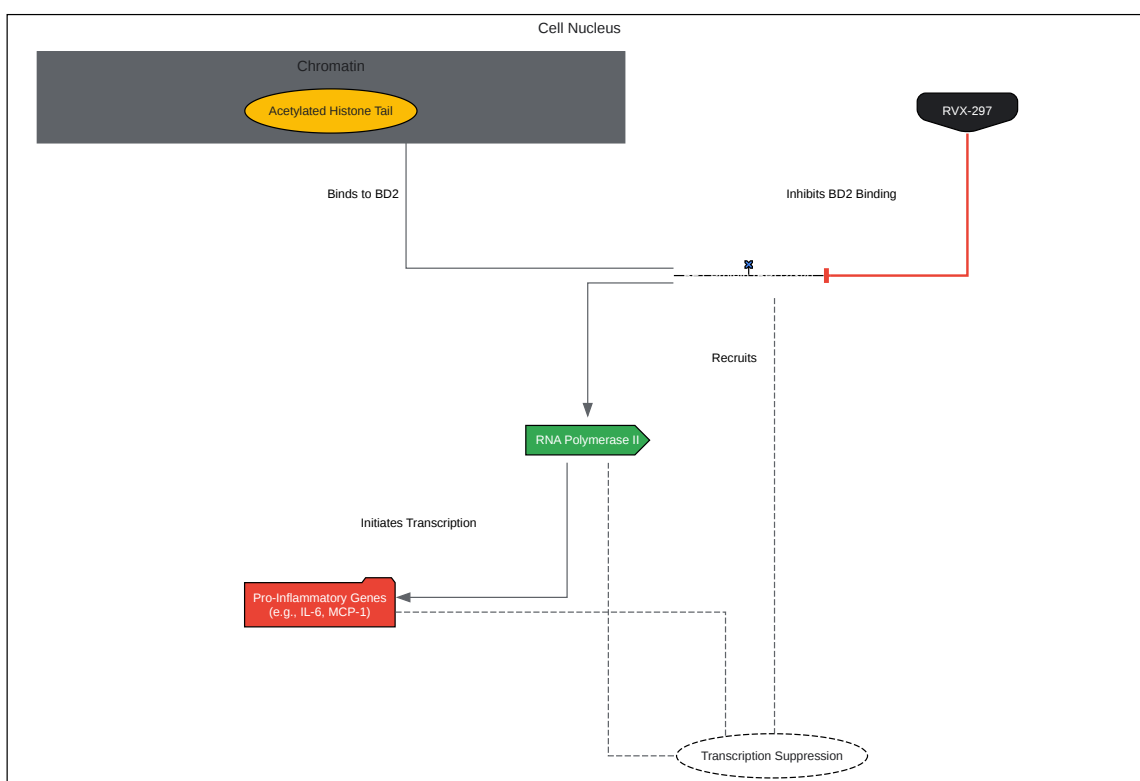 Cell Nucleus
Chromatin
Acetylated Histone Tail
RVX-297
Binds to BD2
Inhibits BD2 Binding
Recruits
RNA Polymerase II
Initiates Transcription
Pro-Inflammatory Genes
(e.g., IL-6, MCP-1)
Transcription Suppression